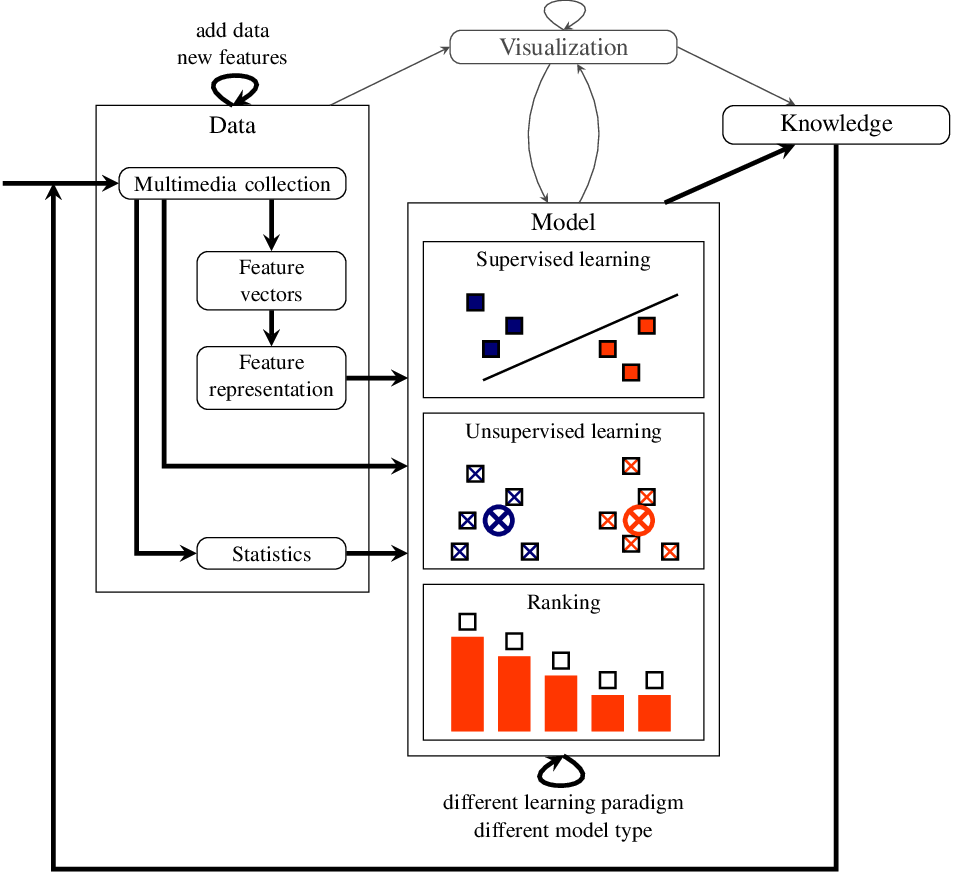 add data
new features
Visualization
Data
Knowledge
Multimedia collection
Feature
vectors
Feature
representation
Statistics
Model
Supervised learning
Unsupervised learning
Ranking
different learning paradigm
different model type